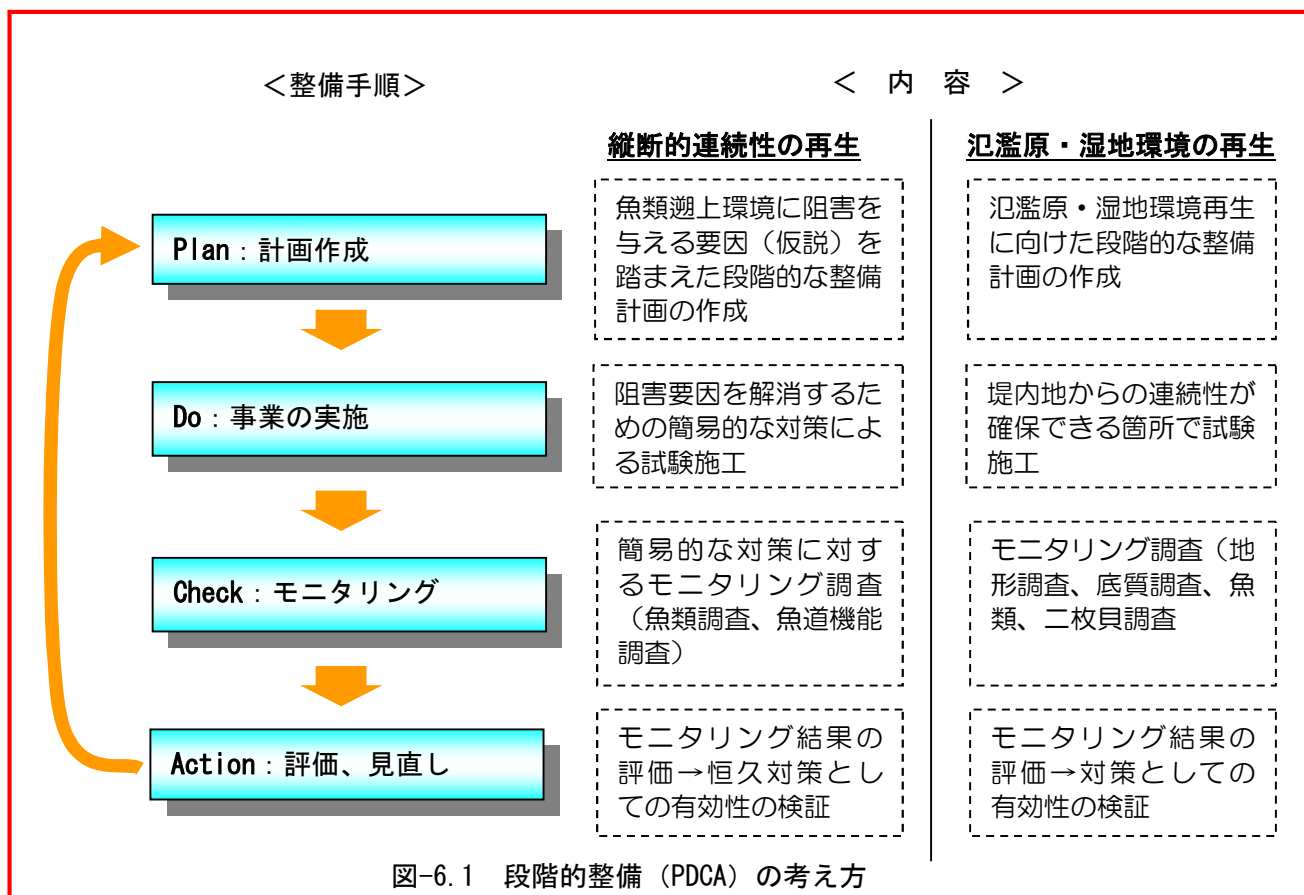 ＜整備手順＞
＜　内　容　＞
縦断的連続性の再生
氾濫原・湿地環境の再生
Plan：計画作成
魚類遡上環境に阻害を
与える要因（仮説）を
踏まえた段階的な整備
計画の作成
氾濫原・湿地環境再生
に向けた段階的な整備
計画の作成
Do：事業の実施
阻害要因を解消するた
めの簡易的な対策によ
る試験施工
堤内地からの連続性が
確保できる箇所で試験
施工
Check：モニタリング
簡易的な対策に対す
るモニタリング調査
（魚類調査、魚道機能
調査）
モニタリング調査（地
形調査、底質調査、魚
類、二枚貝調査
Action：評価、見直し
モニタリング結果の
評価→恒久対策とし
ての有効性の検証
モニタリング結果の
評価→対策としての
有効性の検証
図-6.1　段階的整備（PDCA）の考え方